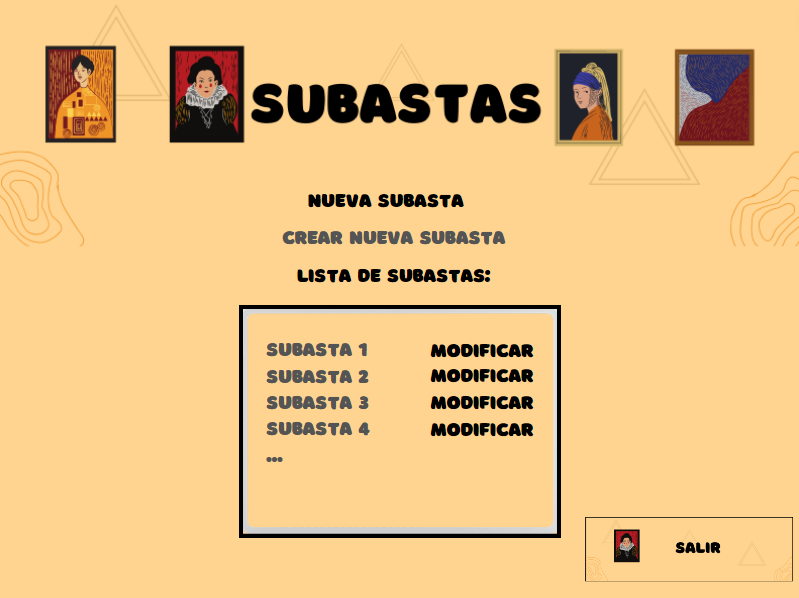 SUBASTAS
NUEVA SUBASTA
CREAR NUEVA SUBASTA
LISTA DE SUBASTAS:
SUBASTA 1 MODIFICAR
SUBASTA 2 MODIFICAR
SUBASTA 3 MODIFICAR
SUBASTA 4 MODIFICAR
...
SALIR